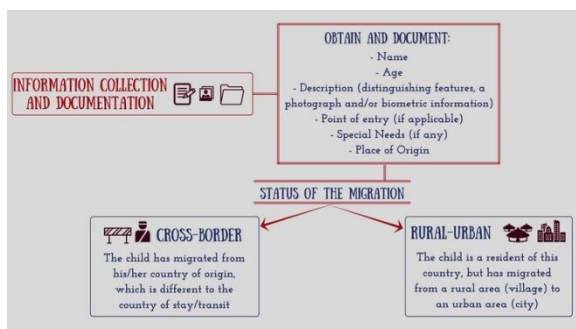 INFORMATION COLLECTION
AND DOCUMENTATION
OBTAIN AND DOCUMENT:
- Name
- Age
- Description (distinguishing features, a
photograph and/or biometric information)
- Point of entry (if applicable)
- Special Needs (if any)
- Place of Origin
STATUS OF THE MIGRATION
CROSS-BORDER
The child has migrated from
his/her country of origin,
which is different to the
country of stay/transit
RURAL-URBAN
The child is a resident of this
country, but has migrated
from a rural area (village) to
an urban area (city)